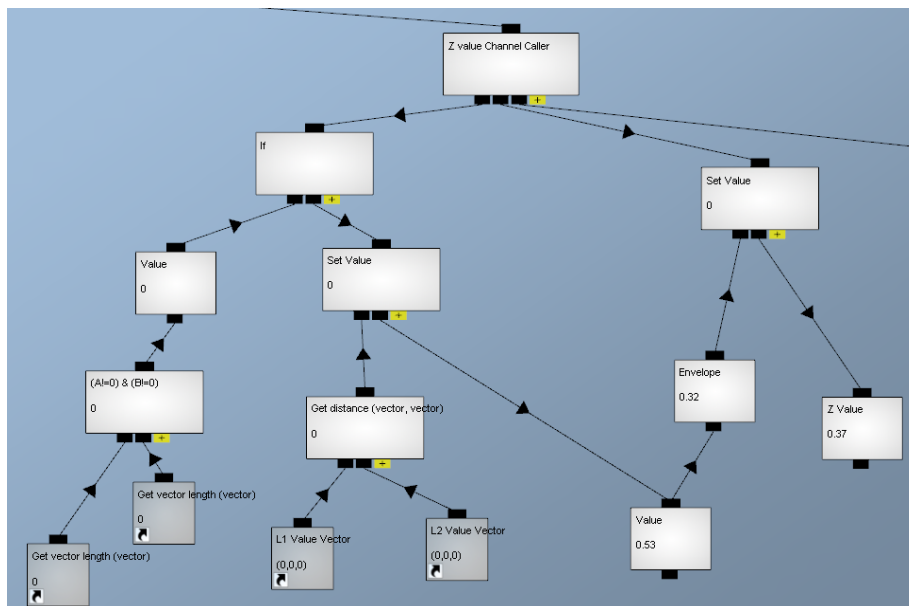 Z value Channel Caller
+
If
+
Set Value
0
+
Value
0
Set Value
0
+
(A!=0) & (B!=0)
0
+
Get distance (vector, vector)
0
+
Envelope
0.32
Z Value
0.37
Get vector length (vector)
0
Get vector length (vector)
0
L1 Value Vector
(0,0,0)
L2 Value Vector
(0,0,0)
Value
0.53